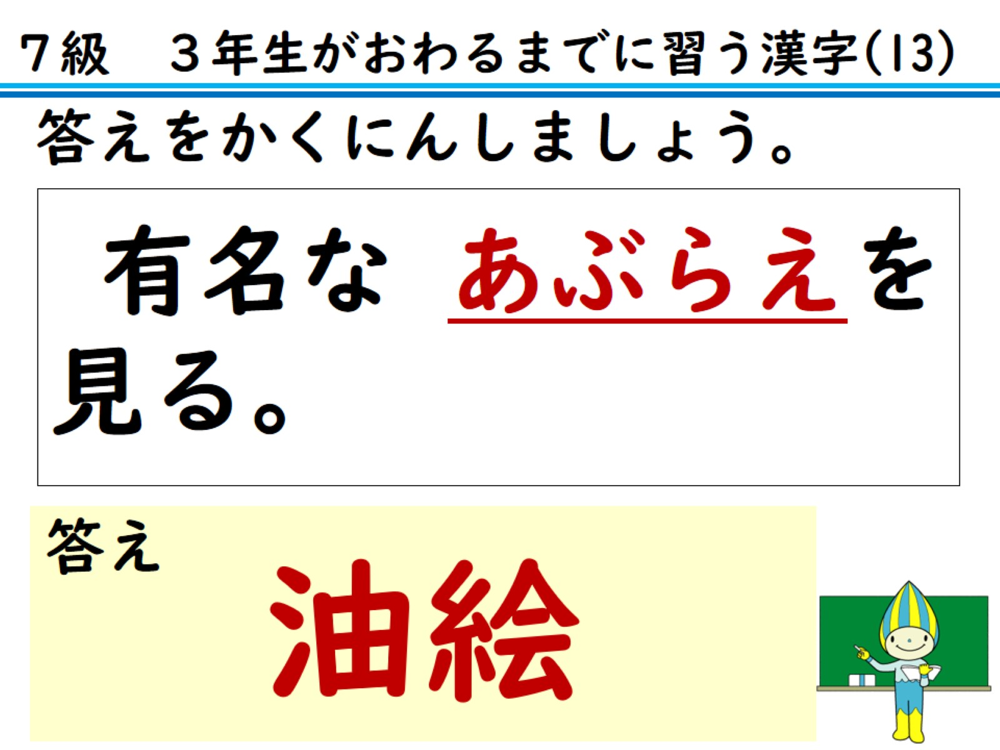 ７級　３年生がおわるまでに習う漢字(13)
答えをかくにんしましょう。
有名な あぶらえを
見る。
答え
油絵